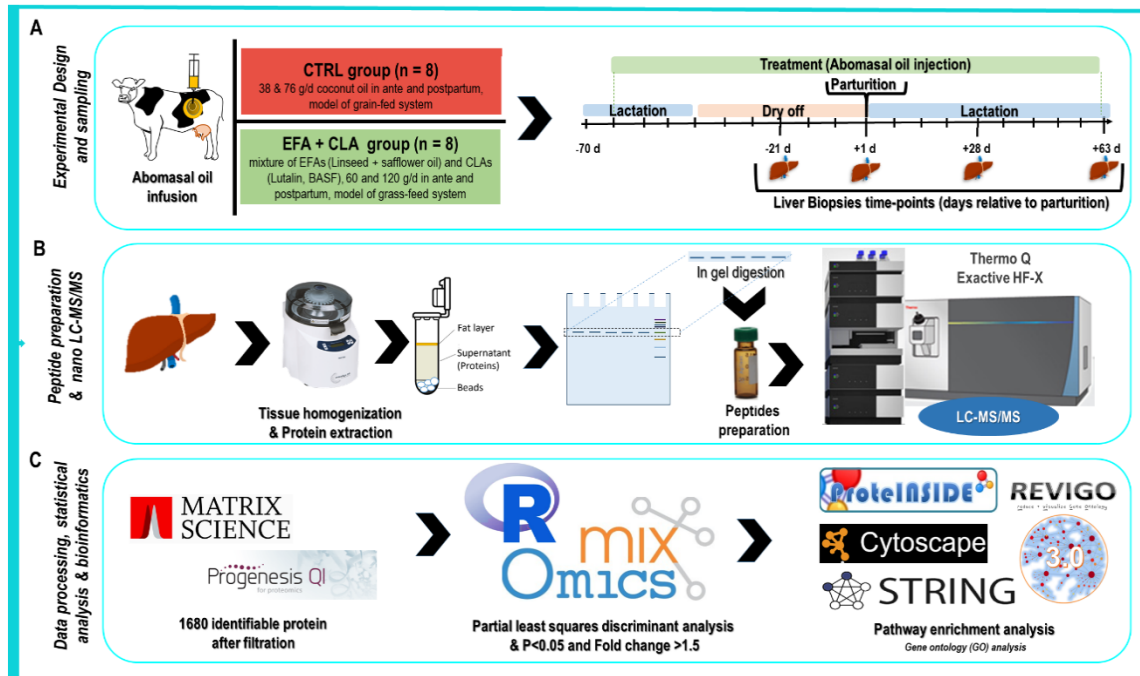 A
Experimental Design
and sampling
Abomasal oil
infusion
CTRL group (n = 8)
38 & 76 g/d coconut oil in ante and postpartum,
model of grain-fed system
EFA + CLA group (n = 8)
mixture of EFAs (Linseed + safflower oil) and CLAs
(Lutalin, BASF), 60 and 120 g/d in ante and
postpartum, model of grass-feed system
Treatment (Abomasal oil injection)
Parturition
Lactation
Dry off
Lactation
-70 d
-21 d
+1 d
+28 d
+63 d
Liver Biopsies time-points (days relative to parturition)
B
Peptide preparation
& nano LC-MS/MS
Tissue homogenization
& Protein extraction
Fat layer
Supernatant
(Proteins)
Beads
In gel digestion
Peptides
preparation
Thermo Q
Exactive HF-X
LC-MS/MS
C
Data processing, statistical
analysis & bioinformatics
MATRIX
SCIENCE
Progenesis QI
for proteomics
1680 identifiable protein
after filtration
R
mix
Omics
Partial least squares discriminant analysis
& P<0.05 and Fold change >1.5
ProteINSIDE
REVIGO
reduce + visualize Gene Ontology
Cytoscape
3.0
STRING
Pathway enrichment analysis
Gene ontology (GO) analysis